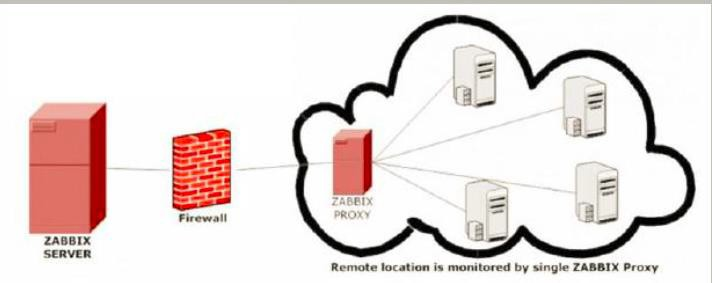 Firewall
ZABBIX
PROXY
ZABBIX
SERVER
Remote location is monitored by single ZABBIX Proxy